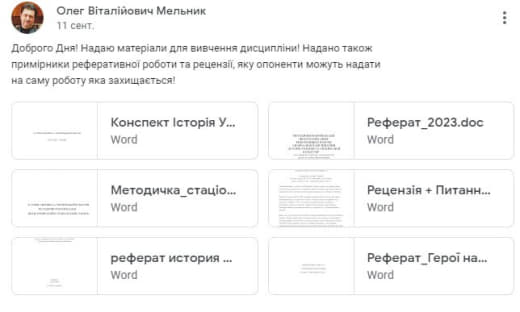 Олег Віталійович Мельник
11 сент.
Доброго Дня! Надаю матеріали для вивчення дисципліни! Надано також
примірники реферативної роботи та рецензії, яку опоненти можуть надати
на саму роботу яка захищається!
Конспект Історія У...
Word
Реферат_2023.doc
Word
Методичка_стаціо...
Word
Рецензія + Питанн...
Word
реферат история ...
Word
Реферат_Герої на...
Word